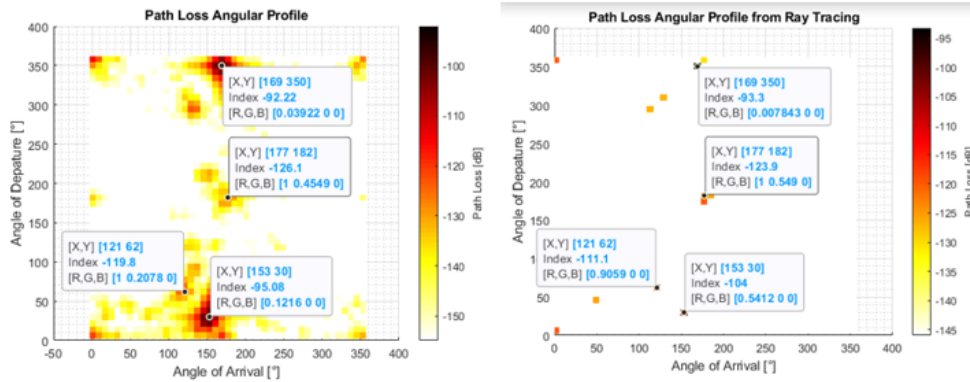 Path Loss Angular Profile
Angle of Depature [°]
400
350
300
250
200
150
100
50
0
-50 0 50 100 150 200 250 300 350 400
Angle of Arrival [°]
[X,Y] [169 350]
Index -92.22
[R,G,B] [0.03922 0 0]
[X,Y] [177 182]
Index -126.1
[R,G,B] [1 0.4549 0]
[X,Y] [121 62]
Index -119.8
[R,G,B] [1 0.2078 0]
[X,Y] [153 30]
Index -95.08
[R,G,B] [0.1216 0 0]
-100
-110
-120
-130
-140
-150
Path Loss [dB]
Path Loss Angular Profile from Ray Tracing
Angle of Depature [°]
400
350
300
250
200
150
100
50
0
0 50 100 150 200 250 300 350 400
Angle of Arrival [°]
[X,Y] [169 350]
Index -93.3
[R,G,B] [0.007843 0 0]
[X,Y] [177 182]
Index -123.9
[R,G,B] [1 0.549 0]
[X,Y] [121 62]
Index -111.1
[R,G,B] [0.9059 0 0]
[X,Y] [153 30]
Index -104
[R,G,B] [0.5412 0 0]
-95
-100
-105
-110
-115
-120
-125
-130
-135
-140
-145
Path Loss [dB]